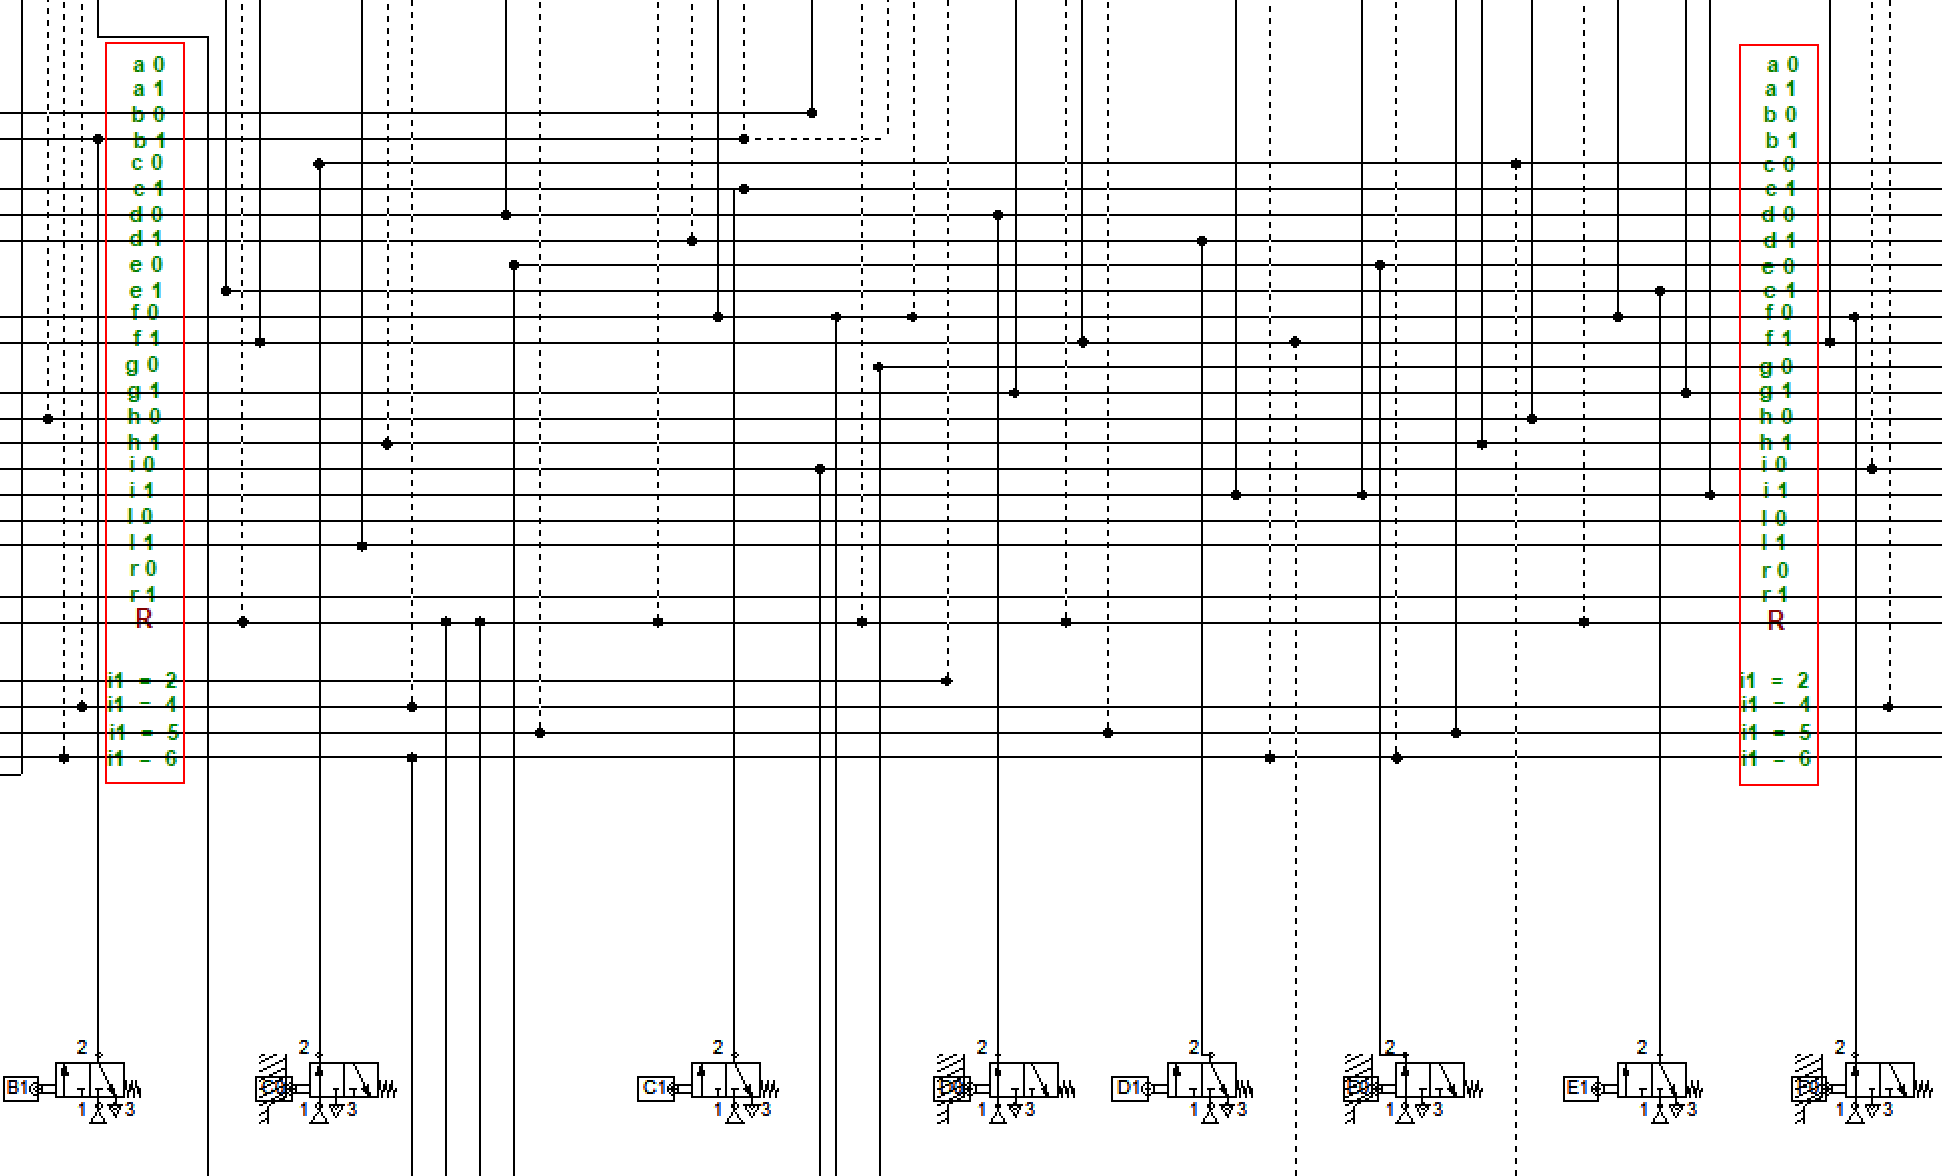 a 0
a 1
b 0
b 1
c 0
c 1
d 0
d 1
e 0
e 1
f 0
f 1
g 0
g 1
h 0
h 1
i 0
i 1
l 0
l 1
r 0
r 1
R
i1 = 2
i1 = 4
i1 = 5
i1 = 6
a 0
a 1
b 0
b 1
c 0
c 1
d 0
d 1
e 0
e 1
f 0
f 1
g 0
g 1
h 0
h 1
i 0
i 1
l 0
l 1
r 0
r 1
R
i1 = 2
i1 = 4
i1 = 5
i1 = 6
2 2 2 2 2 2 2 2
B1 C0 C1 D0 D1 E0 E1 F0
1 3 1 3 1 3 1 3 1 3 1 3 1 3 1 3